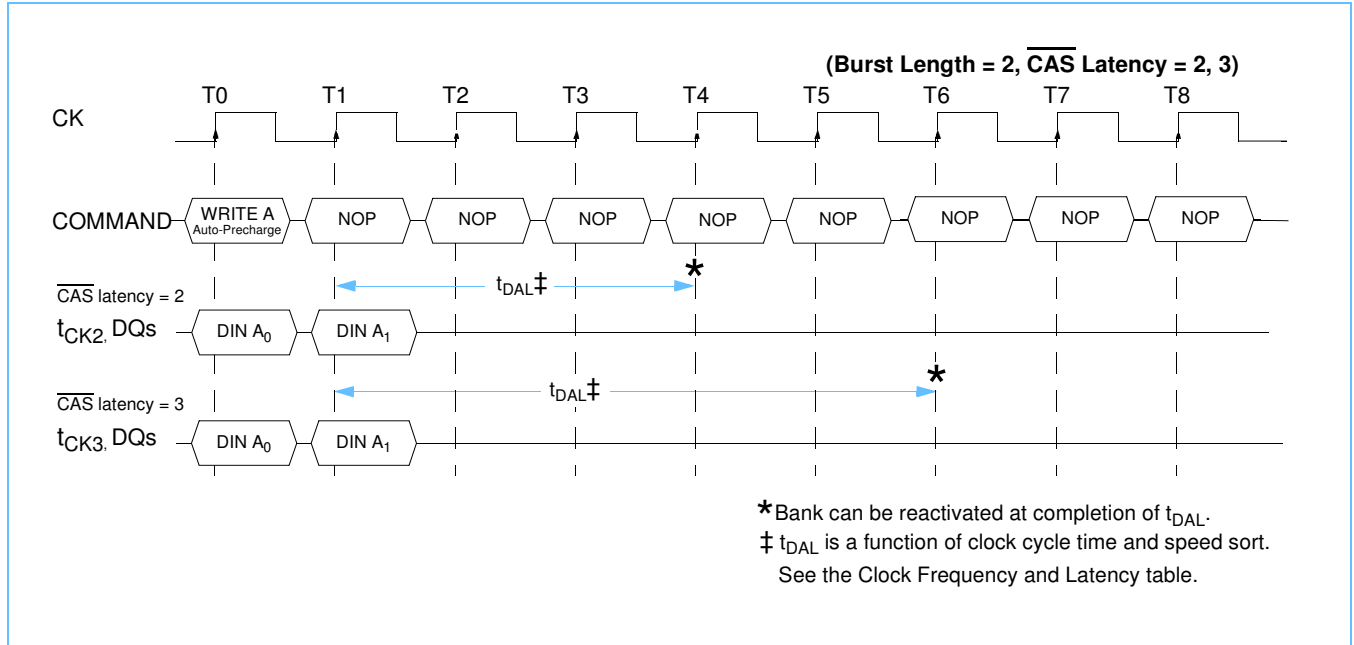 (Burst Length = 2, CAS Latency = 2, 3)
T0 T1 T2 T3 T4 T5 T6 T7 T8
CK
COMMAND WRITE A NOP NOP NOP NOP NOP NOP NOP NOP
Auto-Precharge
*
tDAL‡
CAS latency = 2
tCK2, DQs DIN A0 DIN A1
*
tDAL‡
CAS latency = 3
tCK3, DQs DIN A0 DIN A1
*Bank can be reactivated at completion of tDAL.
‡ tDAL is a function of clock cycle time and speed sort.
See the Clock Frequency and Latency table.